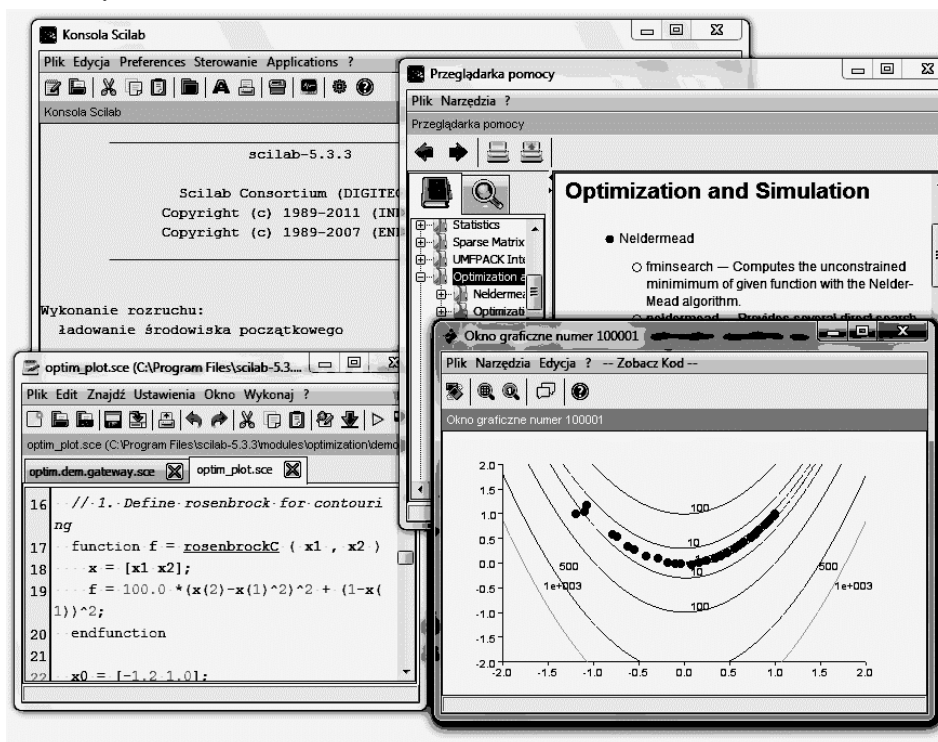 Konsola Scilab
Plik Edycja Preferences Sterowanie Applications ?
Konsola Scilab
scilab-5.3.3
Scilab Consortium (DIGITEO
Copyright (c) 1989-2011 (INR
Copyright (c) 1989-2007 (ENP
Wykonanie rozruchu:
ładowanie środowiska początkowego
Przeglądarka pomocy
Plik Narzędzia ?
Przeglądarka pomocy
Statistics
Sparse Matrix
UMFPACK Inte
Optimization a
Neldermea
Optimizati
Optimization and Simulation
Neldermead
fminsearch — Computes the unconstrained
minimimum of given function with the Nelder-
Mead algorithm.
neldermead — Provides several direct search
optim_plot.sce (C:\Program Files\scilab-5.3....
Plik Edit Znajdź Ustawienia Okno Wykonaj ?
optim_plot.sce (C:\Program Files\scilab-5.3.3\modules\optimization\demo
optim.dem.gateway.sce optim_plot.sce
16 // 1. Define rosenbrock for contouri
ng
17 function f = rosenbrockC ( x1 , x2 )
18 x = [x1 x2];
19 f = 100.0 *(x(2)-x(1)^2)^2 + (1-x(
1))^2;
20 endfunction
21
22 x0 = [-1.2 1.0];
Okno graficzne numer 100001
Plik Narzędzia Edycja ? -- Zobacz Kod --
Okno graficzne numer 100001
2.0
1.5
1.0
0.5
0.0
-0.5
-1.0
-1.5
-2.0
100
10
1
10
500
500
1e+003
1e+003
100
-2.0 -1.5 -1.0 -0.5 0.0 0.5 1.0 1.5 2.0